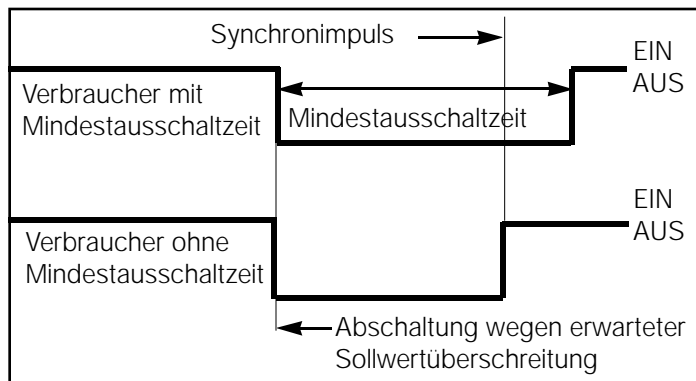 Synchronimpuls
EIN
AUS
Verbraucher mit
Mindestausschaltzeit
Mindestausschaltzeit
EIN
AUS
Verbraucher ohne
Mindestausschaltzeit
Abschaltung wegen erwarteter
Sollwertüberschreitung